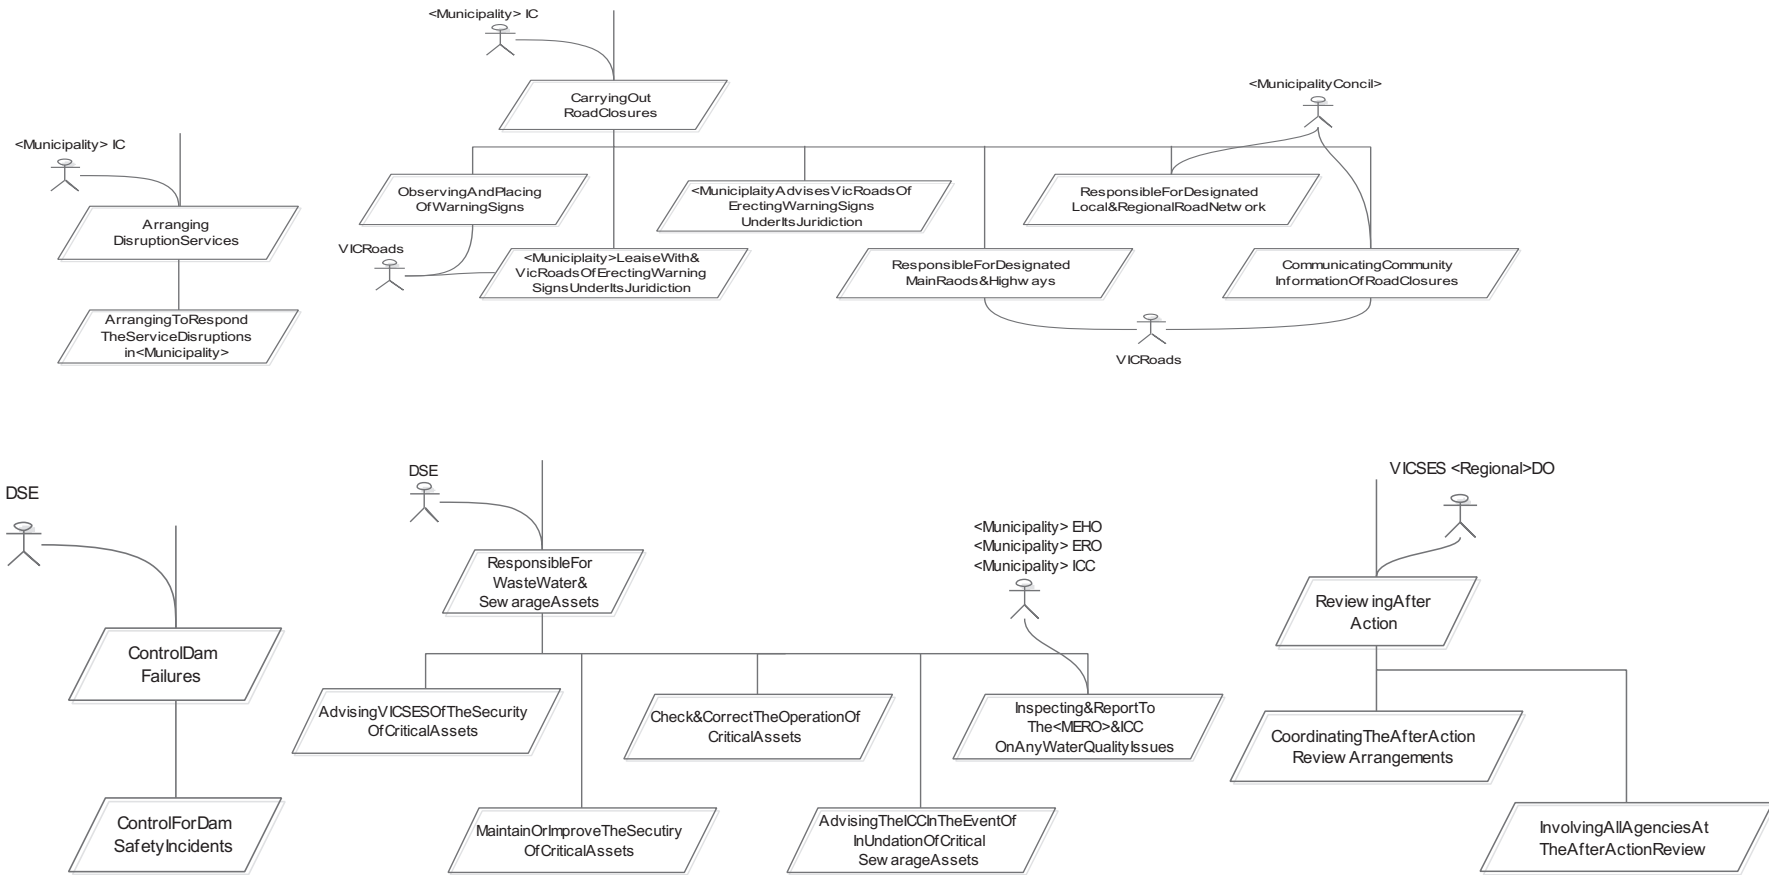 <Municipality> IC
Arranging
DisruptionServices
ArrangingToRespond
TheServiceDisruptions
in<Municipality>
<Municipality> IC
CarryingOut
RoadClosures
<MunicipalityConcil>
ObservingAndPlacing
OfWarningSigns
<MuniciplaityAdvisesVicRoadsOf
ErectingWarningSigns
UnderItsJuridiction
ResponsibleForDesignated
Local&RegionalRoadNetwork
VICRoads
<Municiplaity>LeaiseWith&
VicRoadsOfErectingWarning
SignsUnderItsJuridiction
ResponsibleForDesignated
MainRaods&Highways
CommunicatingCommunity
InformationOfRoadClosures
VICRoads
DSE
ControlDam
Failures
ControlForDam
SafetyIncidents
DSE
ResponsibleFor
WasteWater&
SewarageAssets
<Municipality> EHO
<Municipality> ERO
<Municipality> ICC
AdvisingVICSESOfTheSecurity
OfCriticalAssets
Check&CorrectTheOperationOf
CriticalAssets
Inspecting&ReportTo
The<MERO>&ICC
OnAnyWaterQualityIssues
MaintainOrImproveTheSecutiry
OfCriticalAssets
AdvisingTheICCInTheEventOf
InUndationOfCritical
SewarageAssets
VICSES <Regional>DO
ReviewingAfter
Action
CoordinatingTheAfterAction
Review Arrangements
InvolvingAllAgenciesAt
TheAfterActionReview